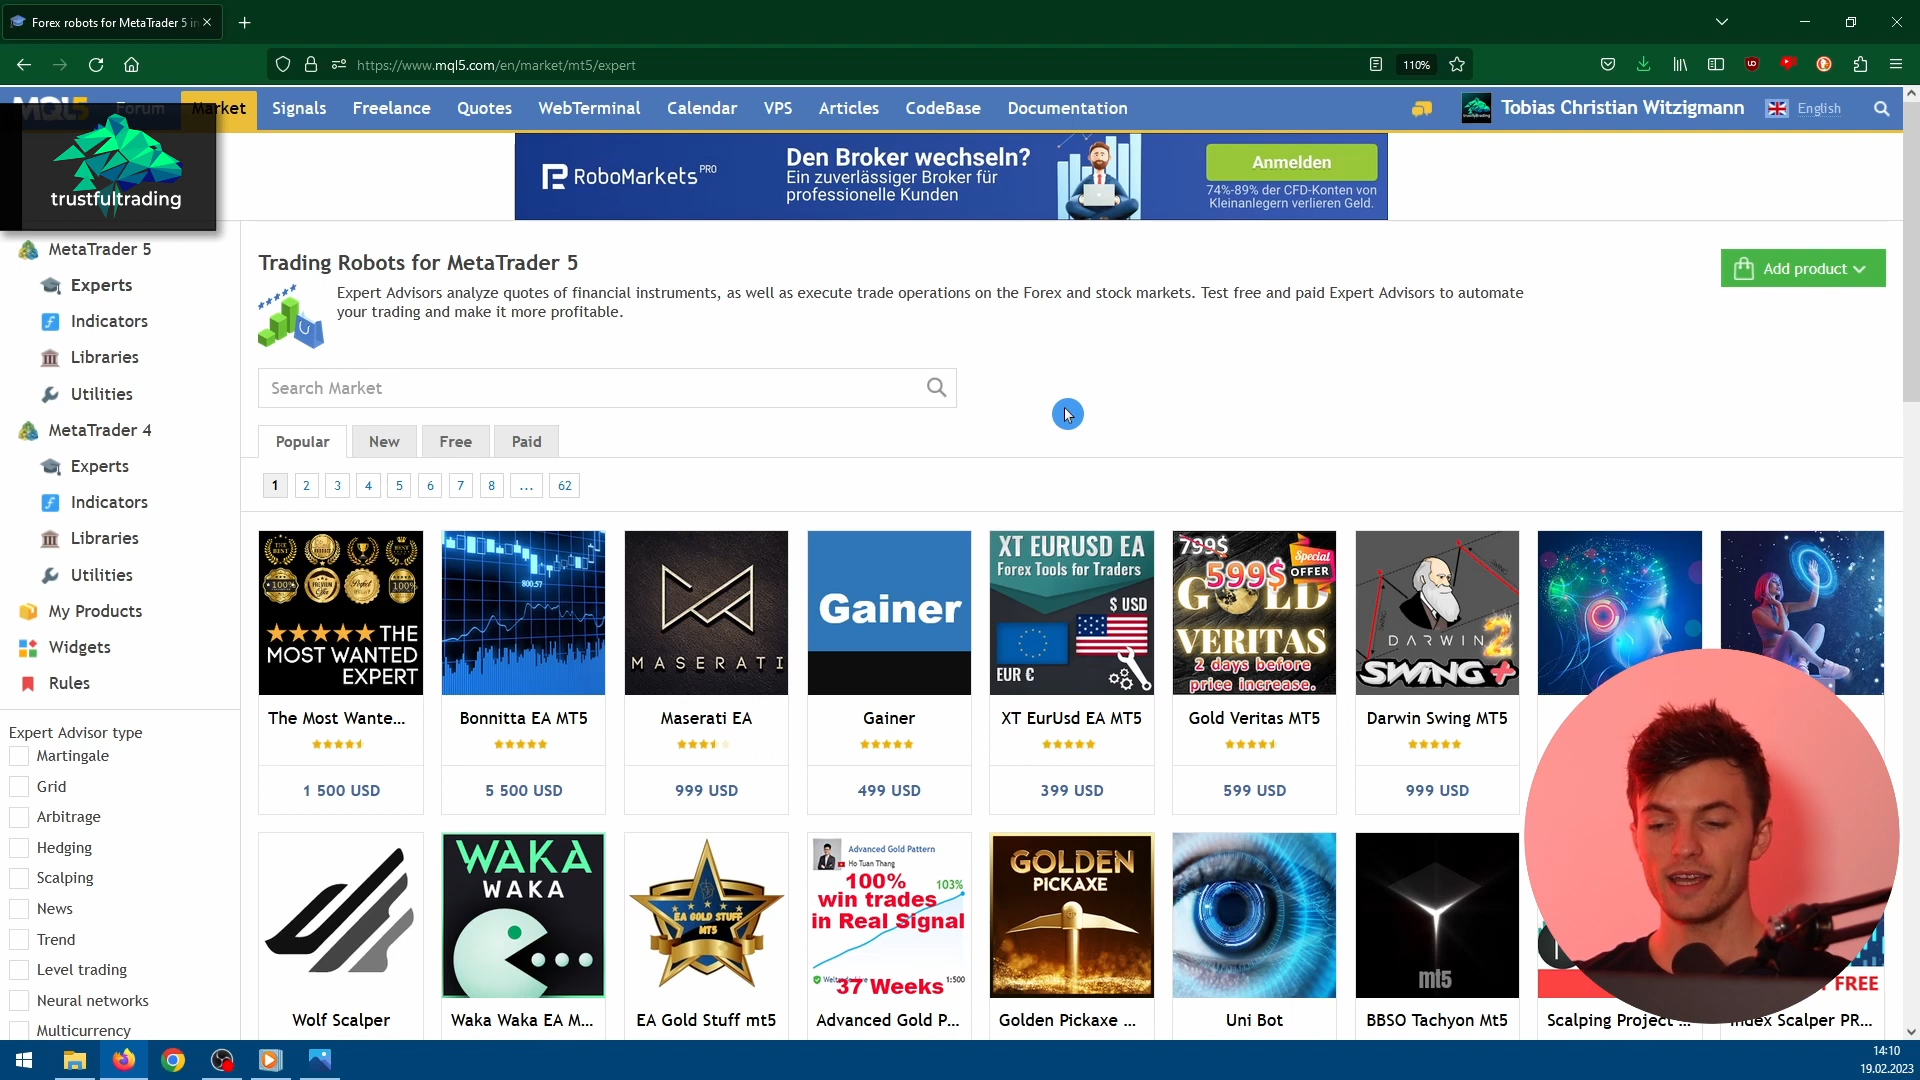 Forex robots for MetaTrader 5 in
https://www.mql5.com/en/market/mt5/expert
110%
MQL5
Forum
Market
Signals
Freelance
Quotes
WebTerminal
Calendar
VPS
Articles
CodeBase
Documentation
Tobias Christian Witzigmann
English
trustfultrading
RoboMarkets PRO
Den Broker wechseln?
Ein zuverlässiger Broker für
professionelle Kunden
Anmelden
74%-89% der CFD-Konten von
Kleinanlegern verlieren Geld.
MetaTrader 5
Experts
Indicators
Libraries
Utilities
MetaTrader 4
Experts
Indicators
Libraries
Utilities
My Products
Widgets
Rules
Expert Advisor type
Martingale
Grid
Arbitrage
Hedging
Scalping
News
Trend
Level trading
Neural networks
Multicurrency
Trading Robots for MetaTrader 5
Expert Advisors analyze quotes of financial instruments, as well as execute trade operations on the Forex and stock markets. Test free and paid Expert Advisors to automate
your trading and make it more profitable.
Add product
Search Market
Popular
New
Free
Paid
1 2 3 4 5 6 7 8 ... 62
100%
100%
THE
MOST WANTED
EXPERT
The Most Wante...
1 500 USD
800.57
Bonnitta EA MT5
5 500 USD
MASERATI
Maserati EA
999 USD
Gainer
Gainer
499 USD
XT EURUSD EA
Forex Tools for Traders
$ USD
EUR €
XT EurUsd EA MT5
399 USD
799$
Special
OFFER
599$
GOLD
VERITAS
2 days before
price increase.
Gold Veritas MT5
599 USD
DARWIN 2
SWING +
Darwin Swing MT5
999 USD
Wolf Scalper
WAKA
WAKA
Waka Waka EA M...
EA GOLD STUFF
MT5
EA Gold Stuff mt5
Advanced Gold Pattern
Ho Tuan Thang
100%
103%
win trades
in Real Signal
1:500
37 Weeks
Advanced Gold P...
GOLDEN
PICKAXE
Golden Pickaxe ...
Uni Bot
mt5
BBSO Tachyon Mt5
Scalping Project ...
FREE
Index Scalper PR...
14:10
19.02.2023